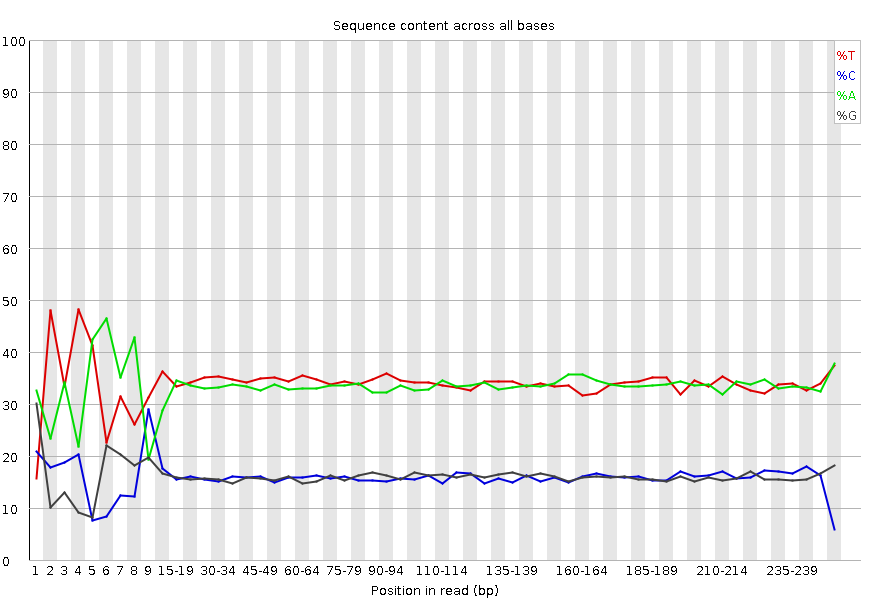 Sequence content across all bases
100
90
80
70
60
50
40
30
20
10
0
%T
%C
%A
%G
1 2 3 4 5 6 7 8 9 15-19 30-34 45-49 60-64 75-79 90-94 110-114 135-139 160-164 185-189 210-214 235-239
Position in read (bp)